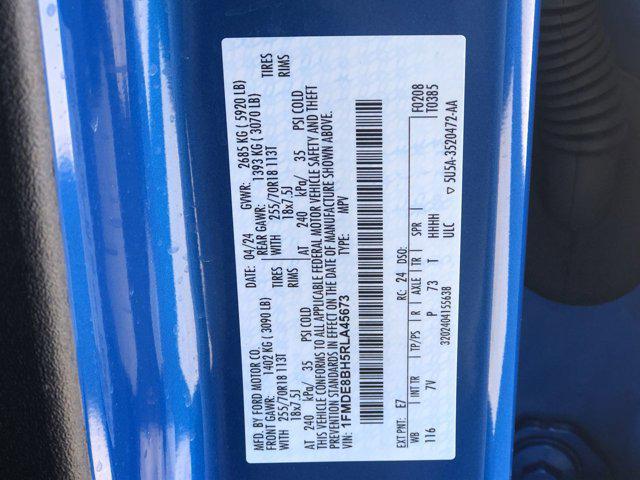 MFD. BY FORD MOTOR CO.
DATE: 04/24 GVWR: 2685 KG ( 5920 LB)
FRONT GAWR: 1402 KG ( 3090 LB) REAR GAWR: 1393 KG ( 3070 LB)
WITH 255/70R18 113T TIRES WITH 255/70R18 113T TIRES
18x7.5J RIMS 18x7.5J RIMS
AT 240 kPa/ 35 PSI COLD AT 240 kPa/ 35 PSI COLD
THIS VEHICLE CONFORMS TO ALL APPLICABLE FEDERAL MOTOR VEHICLE SAFETY AND THEFT
PREVENTION STANDARDS IN EFFECT ON THE DATE OF MANUFACTURE SHOWN ABOVE.
VIN: 1FMDE8BH5RLA45673 TYPE: MPV
EXT PNT: E7 RC: 24 DSO: F0208
WB INT TR TP/PS R AXLE TR SPR T0385
116 7V P 73 T HHHH
ULC
3202404155638 5U5A-3520472-AA